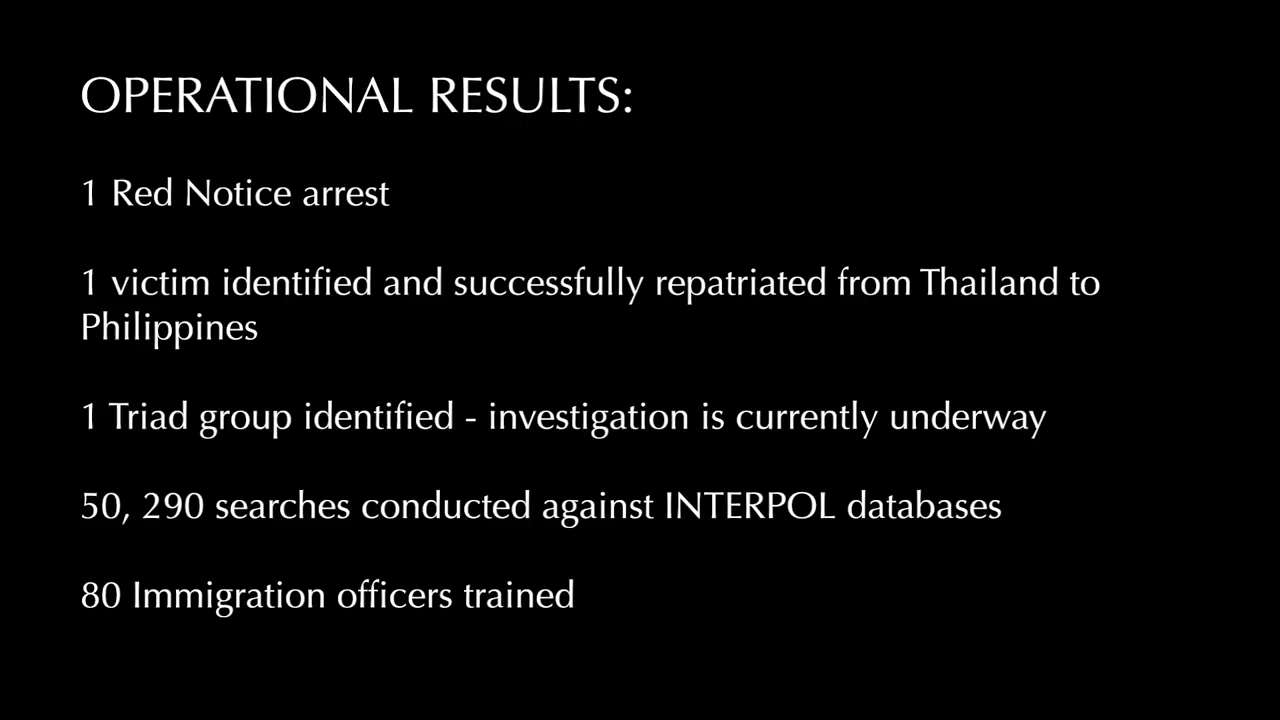 OPERATIONAL RESULTS:
1 Red Notice arrest
1 victim identified and successfully repatriated from Thailand to
Philippines
1 Triad group identified - investigation is currently underway
50, 290 searches conducted against INTERPOL databases
80 Immigration officers trained